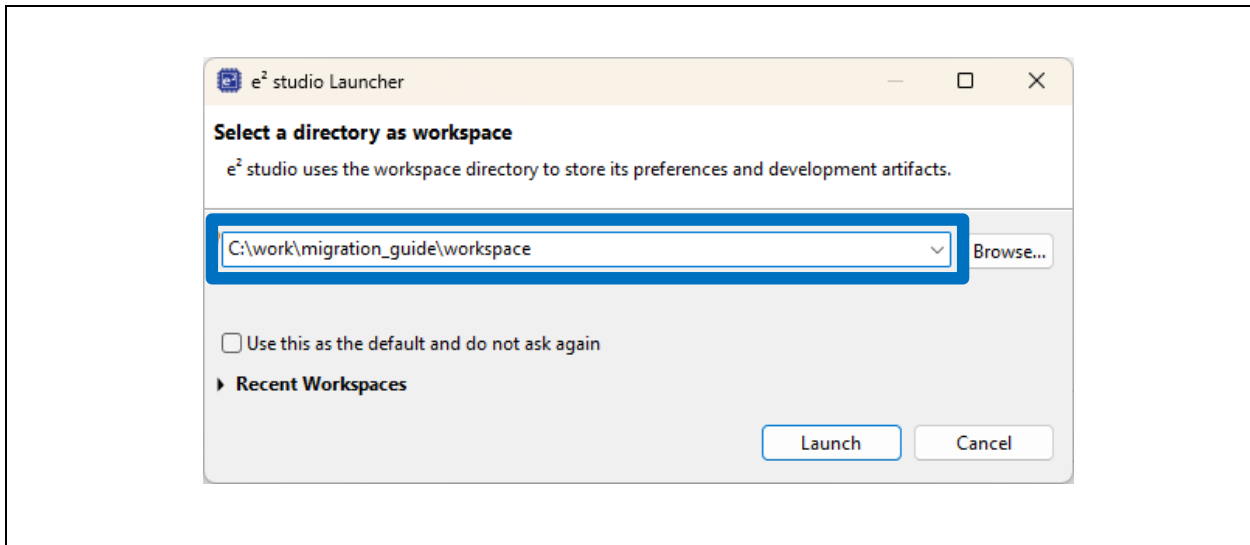 e² studio Launcher
Select a directory as workspace
e² studio uses the workspace directory to store its preferences and development artifacts.
C:\work\migration_guide\workspace
Browse...
Use this as the default and do not ask again
Recent Workspaces
Launch
Cancel